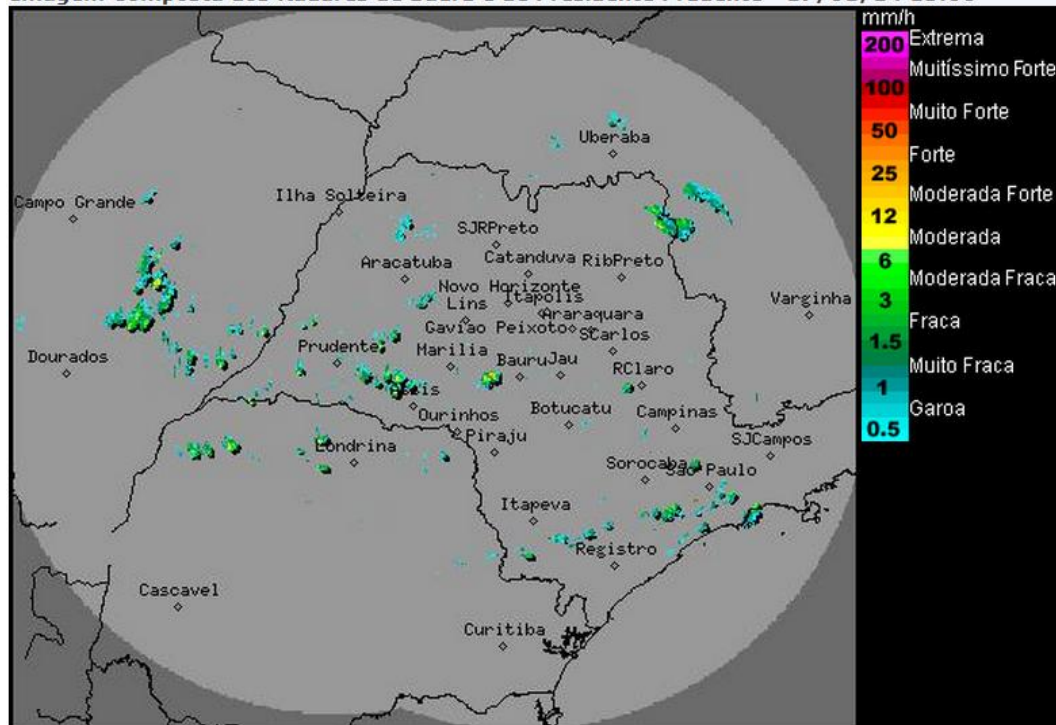 mm/h
200 Extrema
Muitíssimo Forte
100
Muito Forte
50
Forte
25
Moderada Forte
12
Moderada
6
Moderada Fraca
3
Fraca
1.5
Muito Fraca
1
Garoa
0.5
Uberaba
Campo Grande
Ilha Solteira
SJRPreto
Catanduva
Aracatuba
RibPreto
Novo Horizonte
Itapolis
Lins
Araraquara
Varginha
Gaviao Peixoto
SCarlos
Prudente
Marilia
Dourados
Bauru
Jau
RClaro
Ourinhos
Botucatu
Campinas
Piraju
SJCampos
Londrina
Sorocaba
Sao Paulo
Itapeva
Registro
Cascavel
Curitiba